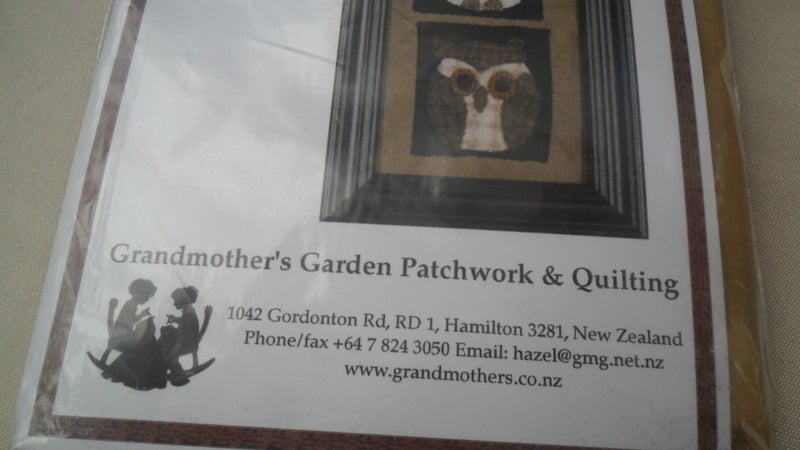 Grandmother's Garden Patchwork & Quilting
1042 Gordonton Rd, RD 1, Hamilton 3281, New Zealand
Phone/fax +64 7 824 3050 Email: hazel@gmg.net.nz
www.grandmothers.co.nz